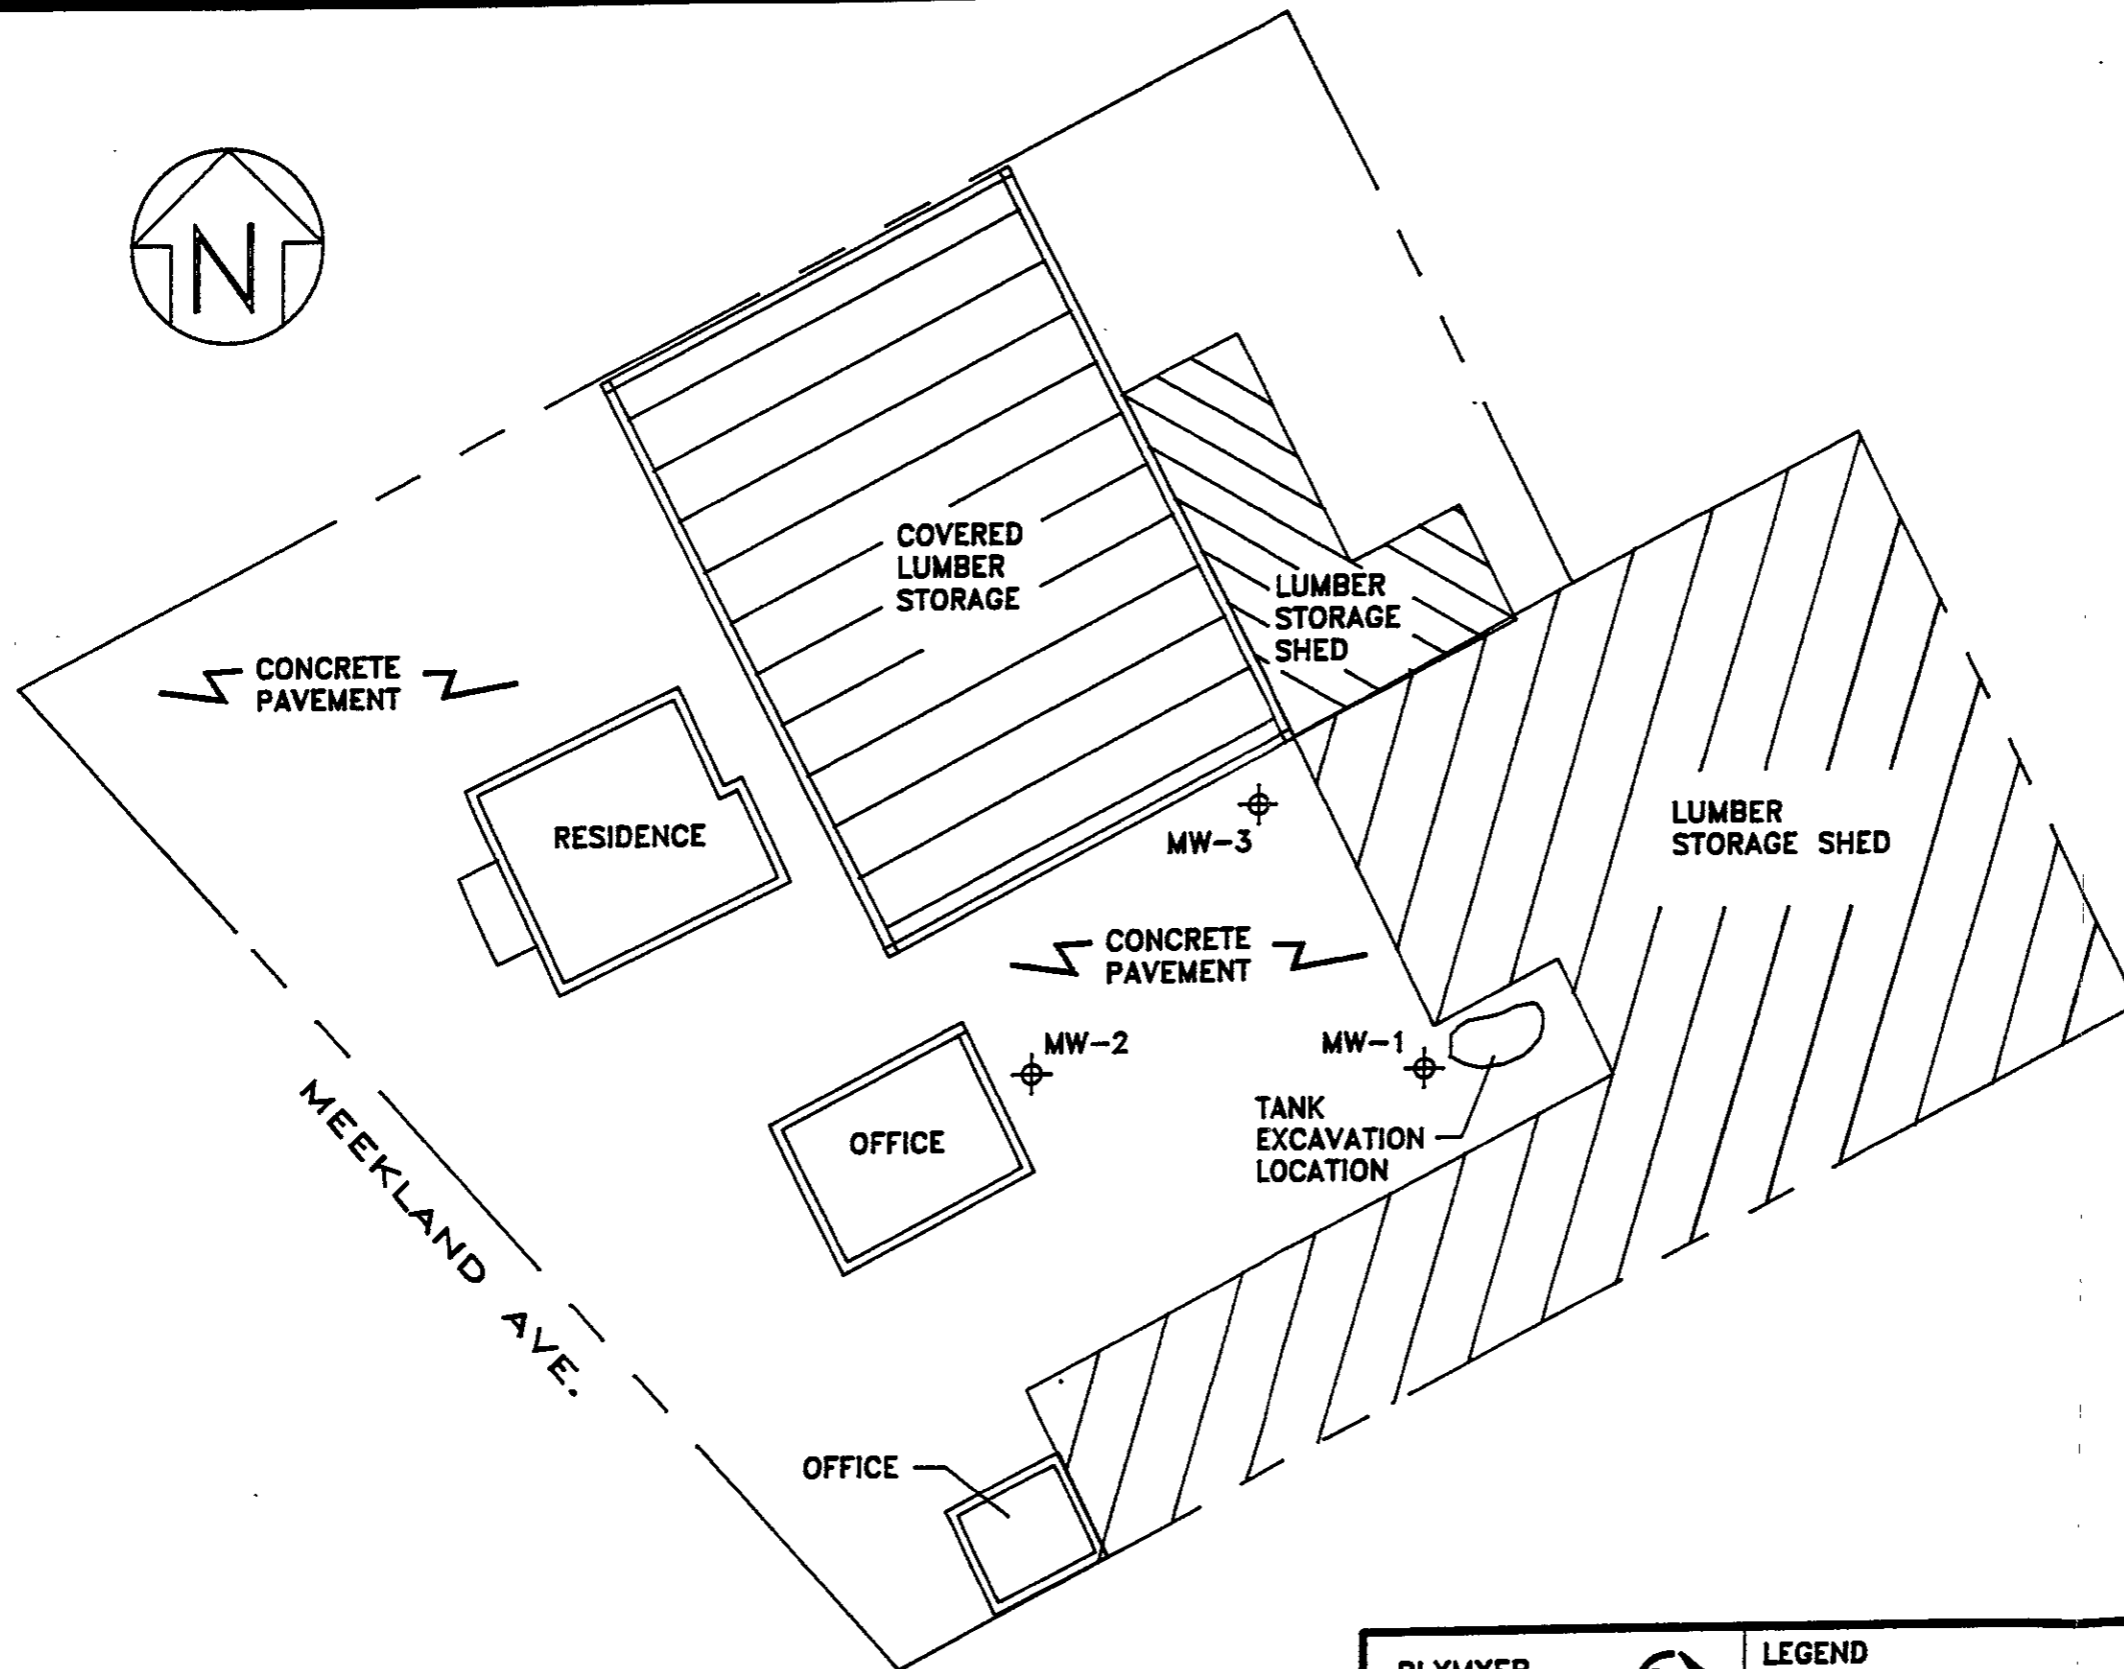 N
COVERED
LUMBER
STORAGE
LUMBER
STORAGE
SHED
CONCRETE
PAVEMENT
RESIDENCE
LUMBER
STORAGE SHED
MW-3
CONCRETE
PAVEMENT
MW-2
MW-1
TANK
EXCAVATION
LOCATION
OFFICE
MEEKLAND AVE.
OFFICE
LEGEND